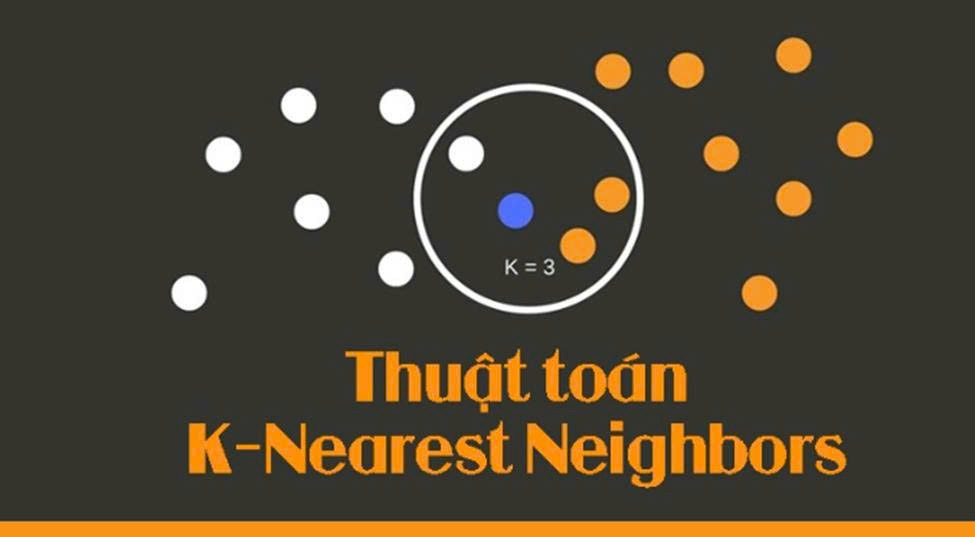 K = 3
Thuật toán
K-Nearest Neighbors